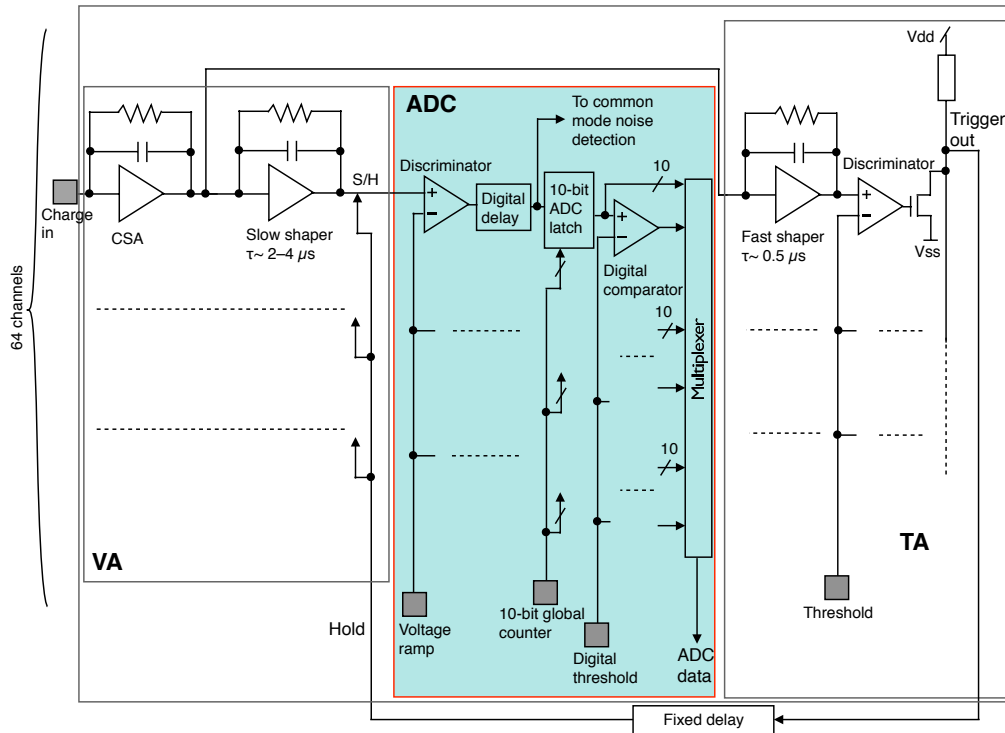 Vdd
ADC
To common
mode noise
detection
Trigger
out
Discriminator
Discriminator
10
S/H
+
−
Digital
delay
10-bit
ADC
latch
+
−
+
−
Charge
in
CSA
Slow shaper
τ~ 2–4 µs
Fast shaper
τ~ 0.5 µs
Vss
Digital
comparator
64 channels
10
Multiplexer
10
VA
TA
Hold
Voltage
ramp
10-bit global
counter
Digital
threshold
Threshold
ADC
data
Fixed delay